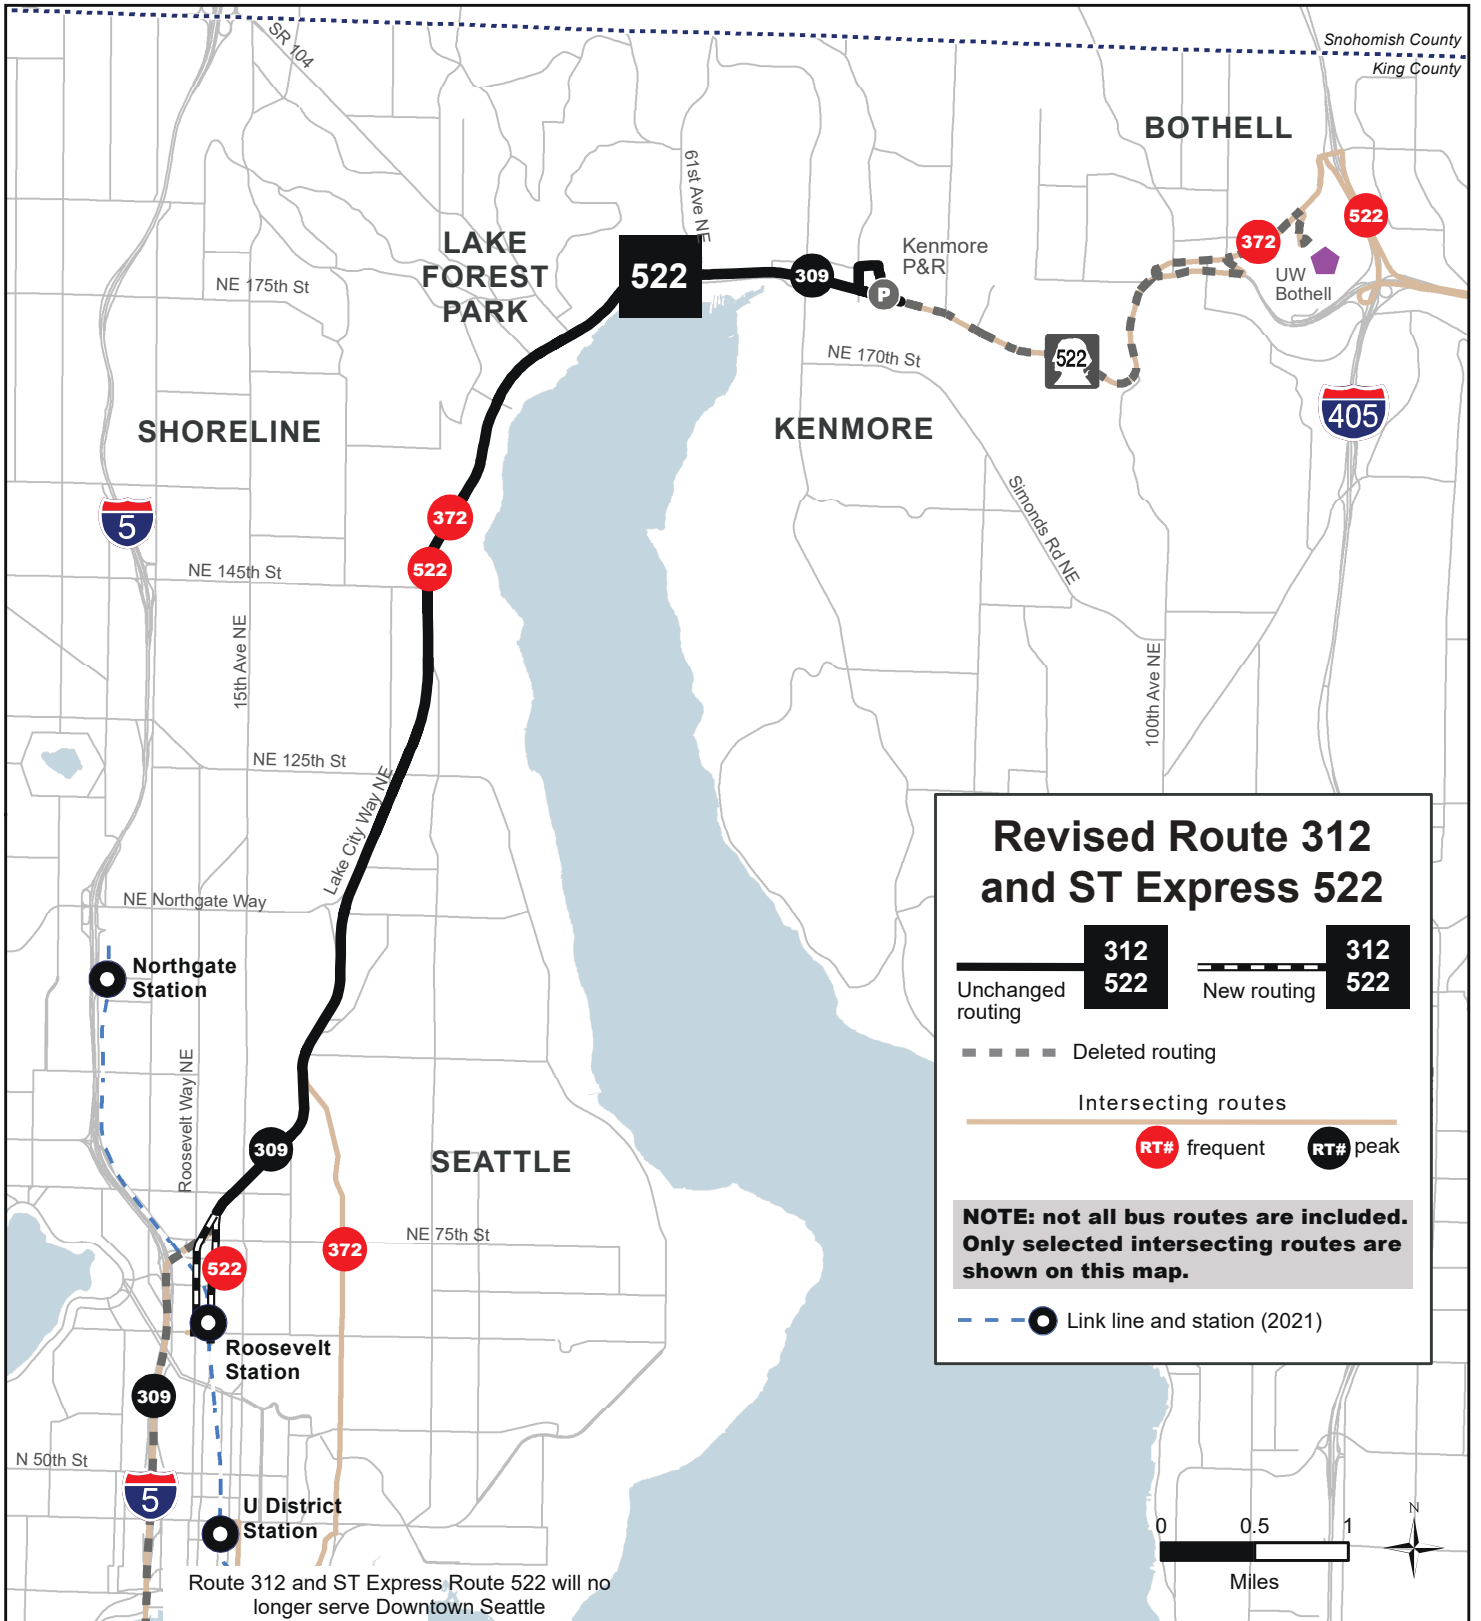 Snohomish County
King County
SR 104
BOTHELL
61st Ave NE
522
372
LAKE
FOREST
PARK
522
Kenmore
P&R
309
P
UW
Bothell
NE 175th St
522
NE 170th St
405
SHORELINE
KENMORE
5
372
Simonds Rd NE
522
NE 145th St
15th Ave NE
100th Ave NE
NE 125th St
Lake City Way NE
NE Northgate Way
Northgate
Station
Roosevelt Way NE
309
SEATTLE
NE 75th St
372
522
Roosevelt
Station
309
N 50th St
5
U District
Station
Route 312 and ST Express Route 522 will no
longer serve Downtown Seattle
Revised Route 312
and ST Express 522
312
522
Unchanged
routing
312
522
New routing
Deleted routing
Intersecting routes
RT# frequent
RT# peak
NOTE: not all bus routes are included.
Only selected intersecting routes are
shown on this map.
Link line and station (2021)
0 0.5 1
Miles
N